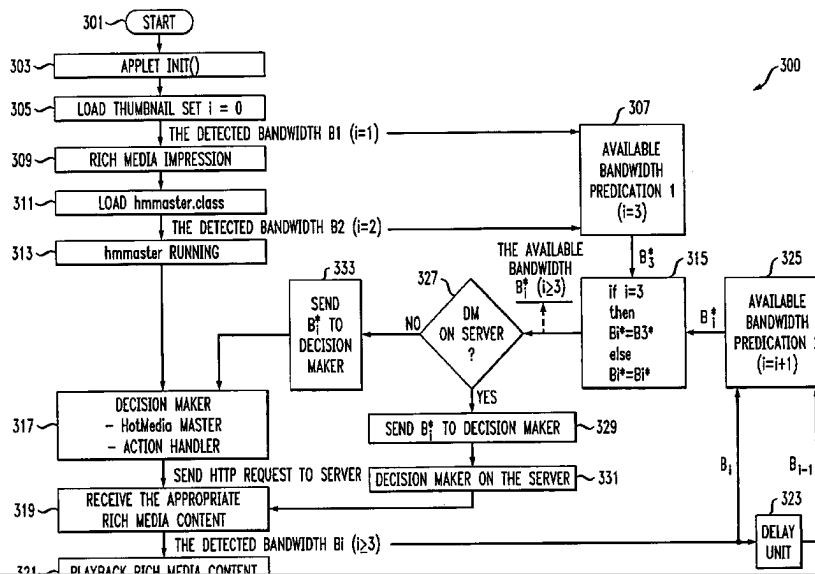 301
START
303
APPLET INIT()
300
305
LOAD THUMBNAIL SET i = 0
307
THE DETECTED BANDWIDTH B1 (i=1)
309
RICH MEDIA IMPRESSION
AVAILABLE
BANDWIDTH
PREDICATION 1
(i=3)
311
LOAD hmmaster.class
THE DETECTED BANDWIDTH B2 (i=2)
313
hmmaster RUNNING
B3*
THE AVAILABLE
BANDWIDTH
Bi* (i≥3)
333
SEND
Bi* TO
DECISION
MAKER
327
DM
ON SERVER
?
NO
YES
315
if i=3
then
Bi*=B3*
else
Bi*=Bi*
Bi*
325
AVAILABLE
BANDWIDTH
PREDICATION
(i=i+1)
317
DECISION MAKER
- HotMedia MASTER
- ACTION HANDLER
SEND Bi* TO DECISION MAKER
329
SEND HTTP REQUEST TO SERVER
DECISION MAKER ON THE SERVER
331
Bi
Bi-1
319
RECEIVE THE APPROPRIATE
RICH MEDIA CONTENT
323
DELAY
UNIT
THE DETECTED BANDWIDTH Bi (i≥3)
321
PLAYBACK RICH MEDIA CONTENT